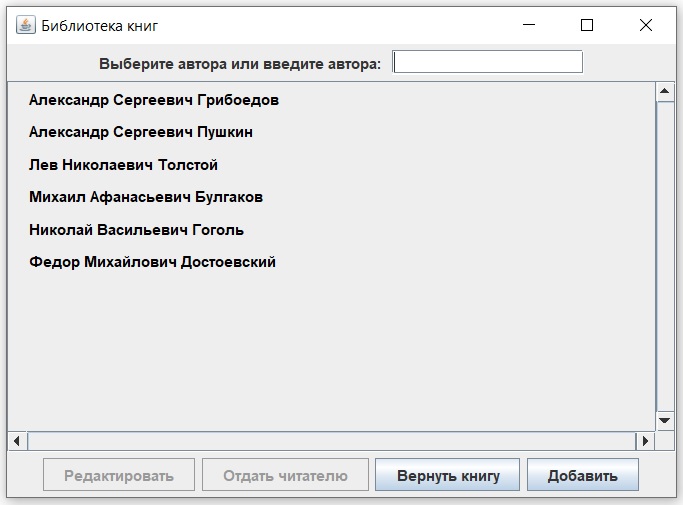 Библиотека книг
Выберите автора или введите автора:
Александр Сергеевич Грибоедов
Александр Сергеевич Пушкин
Лев Николаевич Толстой
Михаил Афанасьевич Булгаков
Николай Васильевич Гоголь
Федор Михайлович Достоевский
Редактировать Отдать читателю Вернуть книгу Добавить